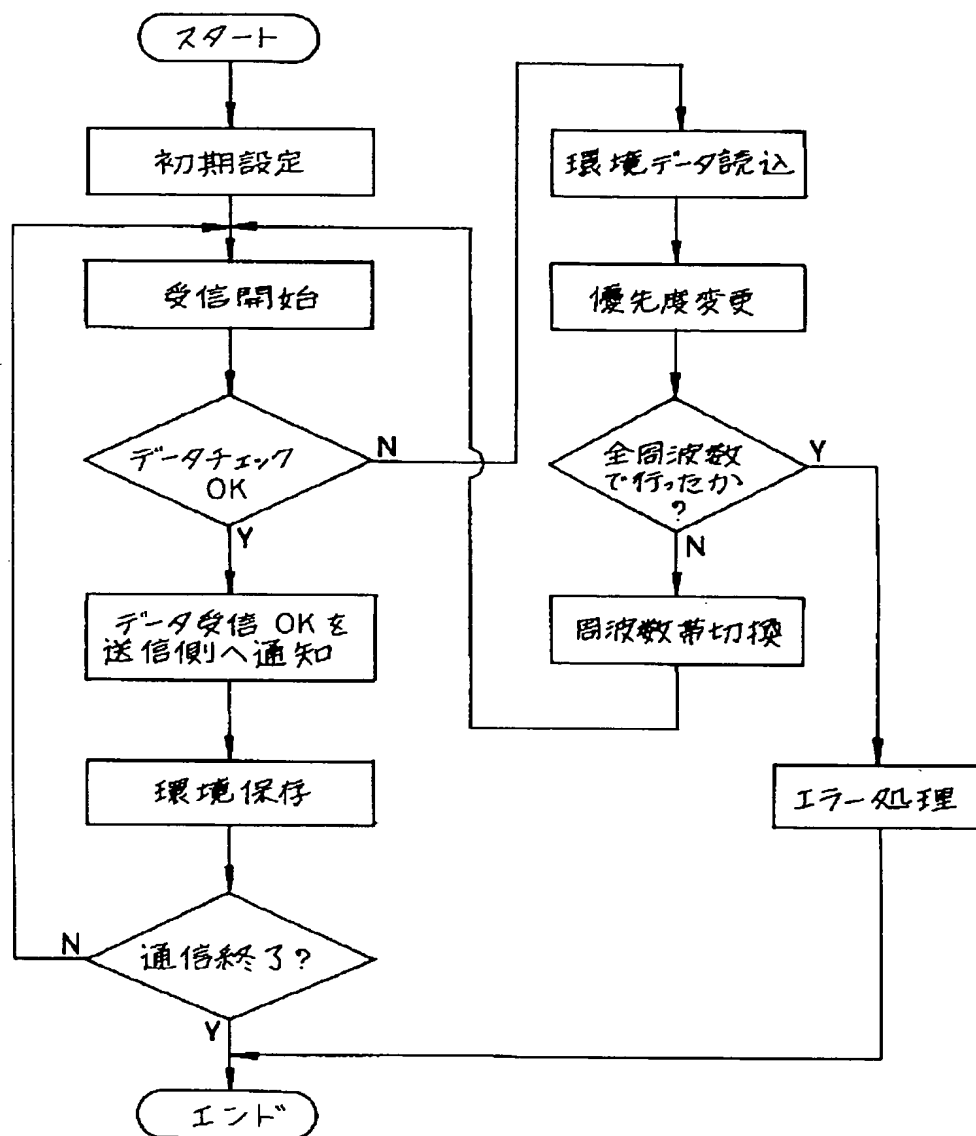 スタート
初期設定
受信開始
データチェック
OK
N
Y
データ受信 OKを
送信側へ通知
環境保存
通信終了?
N
Y
エンド
環境データ読込
優先度変更
全周波数
で行ったか
?
Y
N
周波数帯切換
エラー処理